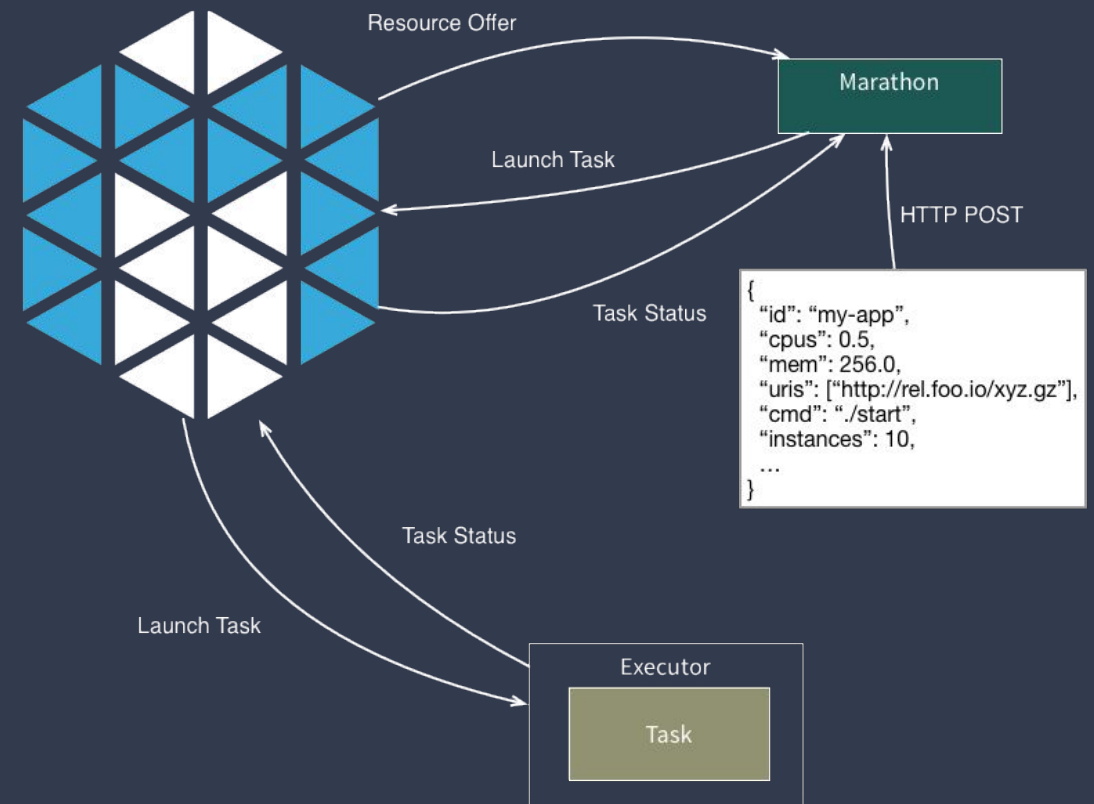 Resource Offer
Marathon
Launch Task
HTTP POST
Task Status
{
“id”: “my-app”,
“cpus”: 0.5,
“mem”: 256.0,
“uris”: [“http://rel.foo.io/xyz.gz”],
“cmd”: “./start”,
“instances”: 10,
…
}
Task Status
Launch Task
Executor
Task